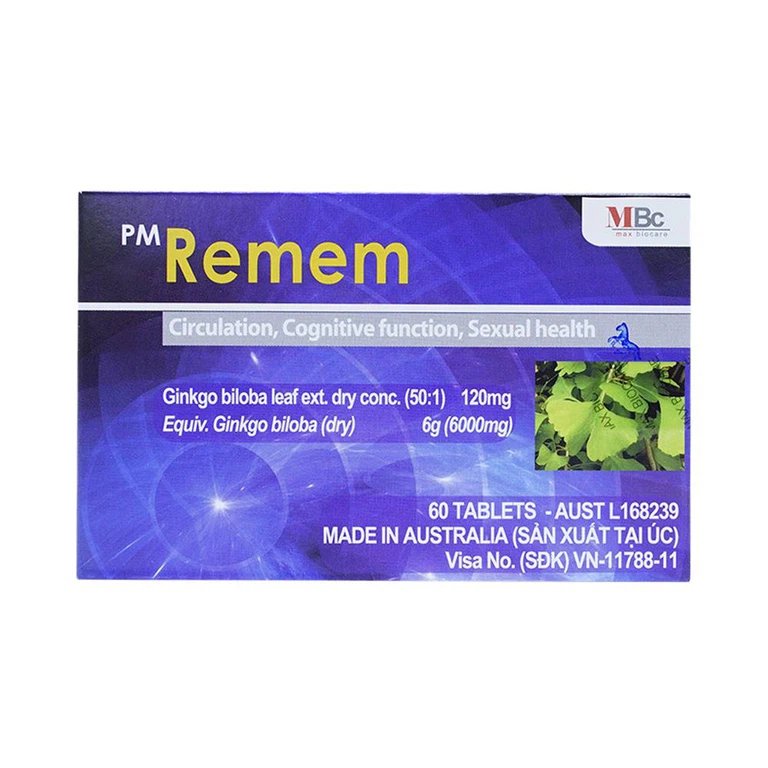 MBc
max biocare
PM Remem
Circulation, Cognitive function, Sexual health
Ginkgo biloba leaf ext. dry conc. (50:1) 120mg
Equiv. Ginkgo biloba (dry) 6g (6000mg)
60 TABLETS - AUST L168239
MADE IN AUSTRALIA (SẢN XUẤT TẠI ÚC)
Visa No. (SĐK) VN-11788-11